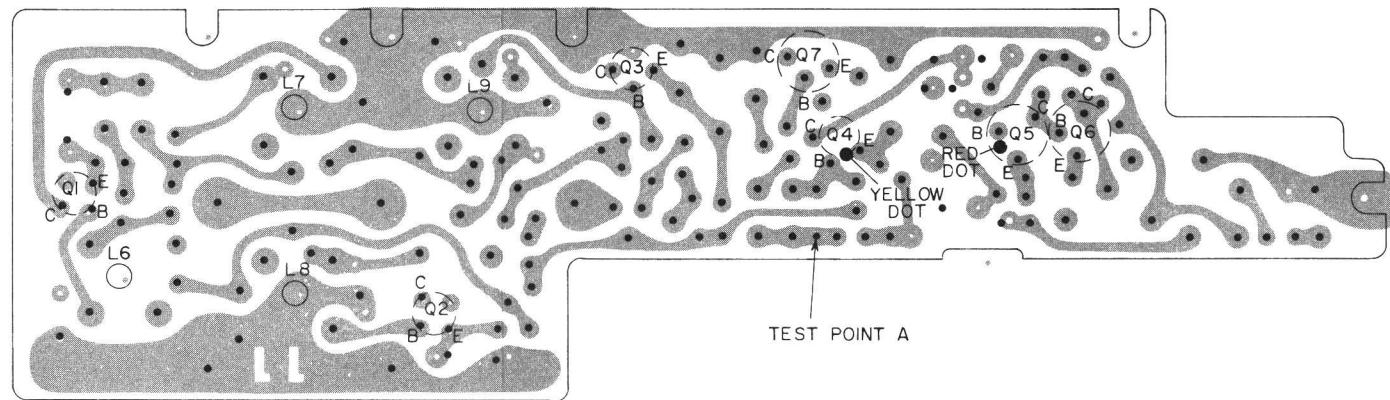 L7
L9
C Q3 E
B
C Q7 E
B
C Q4 E
B
YELLOW
DOT
C
B Q5
E
RED
DOT
C
B
Q6
E
Q1 E
C B
L6
L8
C
Q2
B E
TEST POINT A